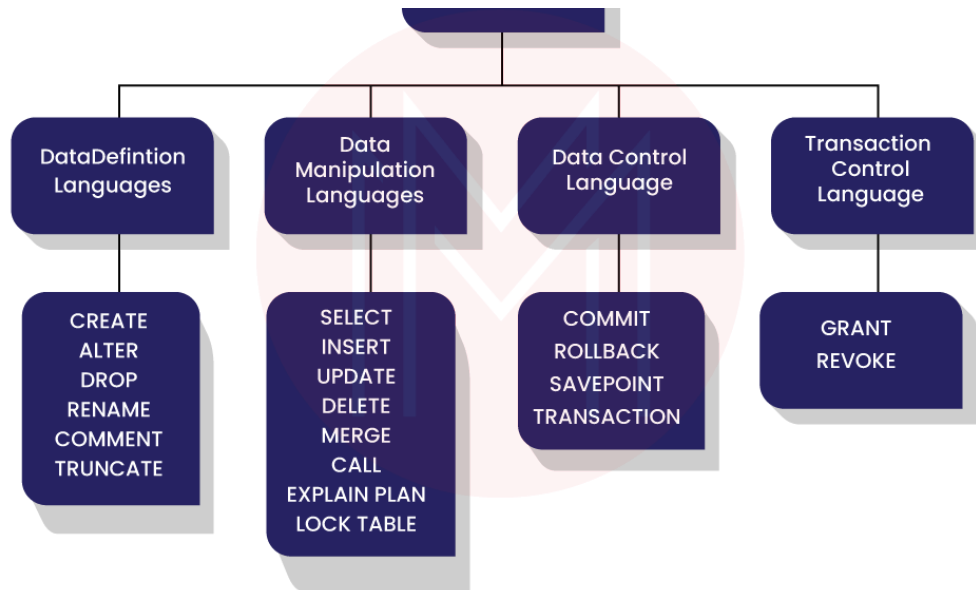 DataDefintion
Languages
Data
Manipulation
Languages
Data Control
Language
Transaction
Control
Language
CREATE
ALTER
DROP
RENAME
COMMENT
TRUNCATE
SELECT
INSERT
UPDATE
DELETE
MERGE
CALL
EXPLAIN PLAN
LOCK TABLE
COMMIT
ROLLBACK
SAVEPOINT
TRANSACTION
GRANT
REVOKE